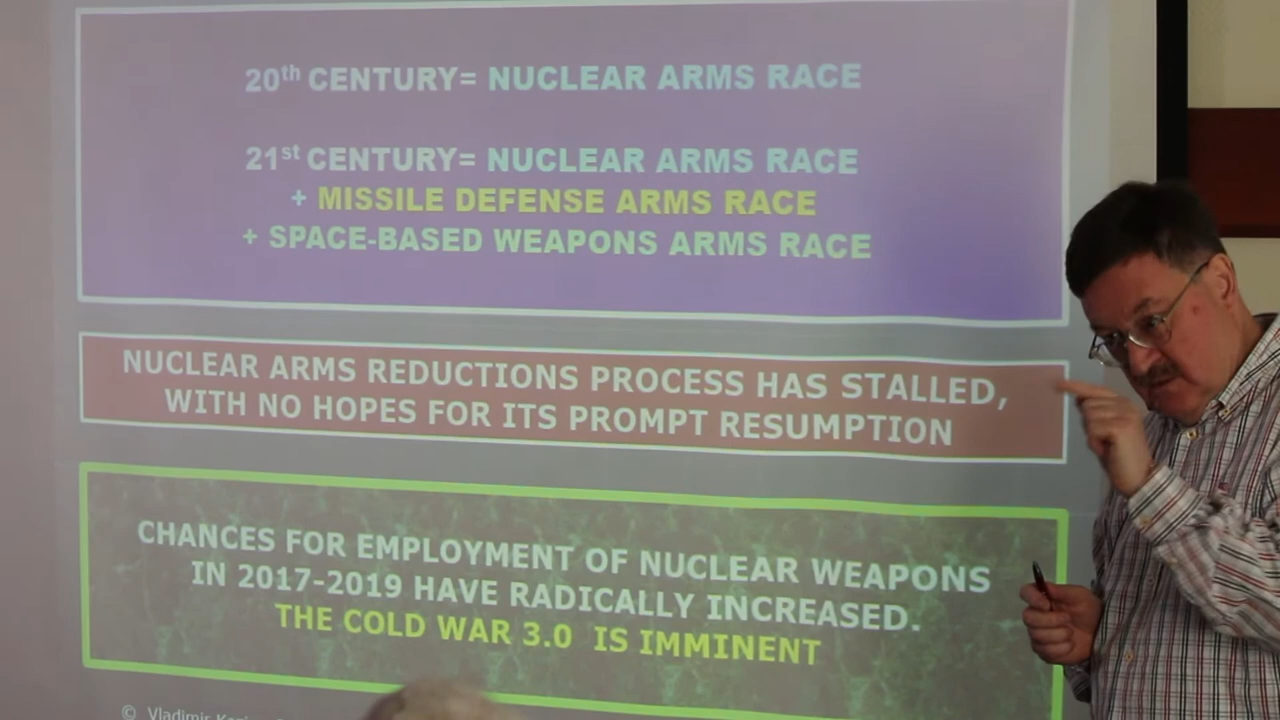 20th CENTURY= NUCLEAR ARMS RACE
21st CENTURY= NUCLEAR ARMS RACE
+ MISSILE DEFENSE ARMS RACE
+ SPACE-BASED WEAPONS ARMS RACE
NUCLEAR ARMS REDUCTIONS PROCESS HAS STALLED,
WITH NO HOPES FOR ITS PROMPT RESUMPTION
CHANCES FOR EMPLOYMENT OF NUCLEAR WEAPONS
IN 2017-2019 HAVE RADICALLY INCREASED.
THE COLD WAR 3.0 IS IMMINENT
© Vladimir